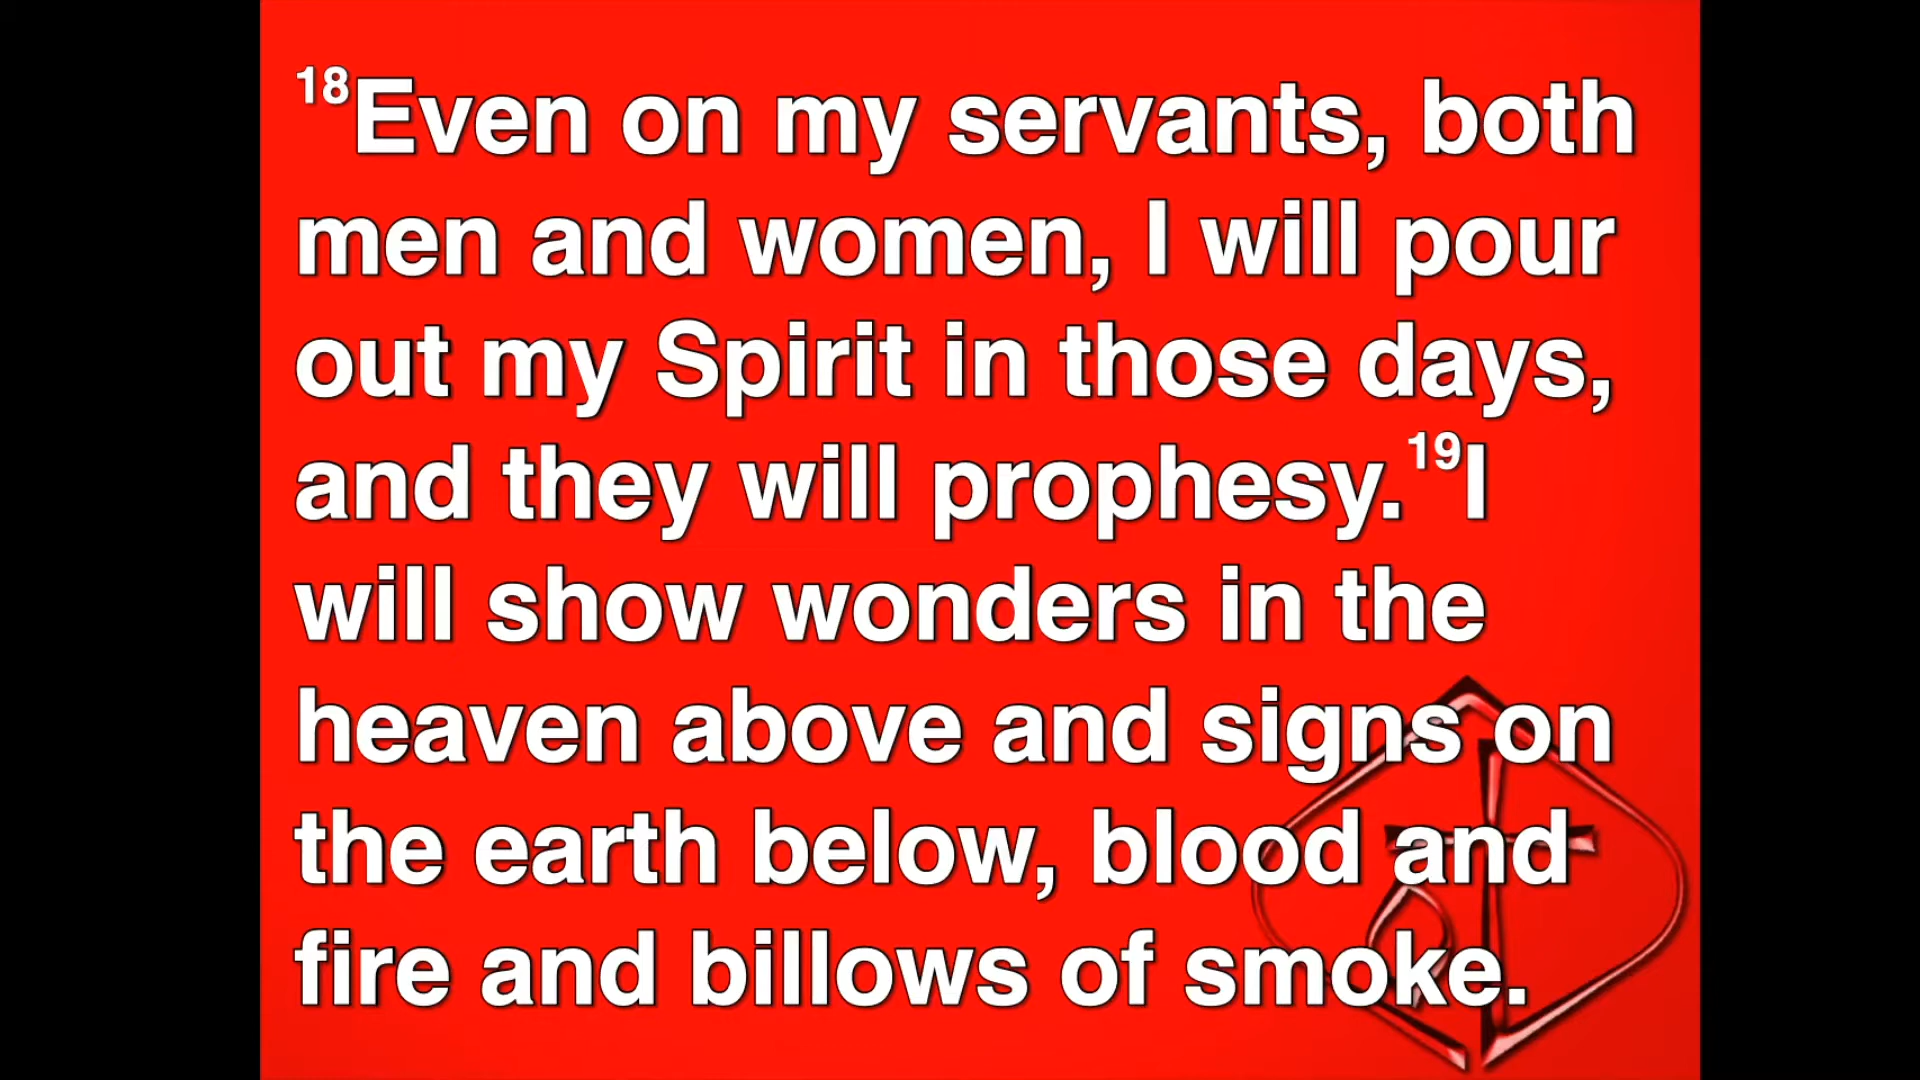 18Even on my servants, both
men and women, I will pour
out my Spirit in those days,
and they will prophesy. 19I
will show wonders in the
heaven above and signs on
the earth below, blood and
fire and billows of smoke.